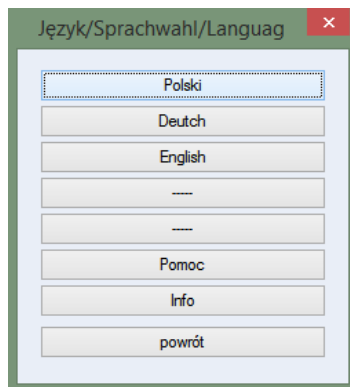 Język/Sprachwahl/Languag
Polski
Deutch
English
-----
-----
Pomoc
Info
powrót